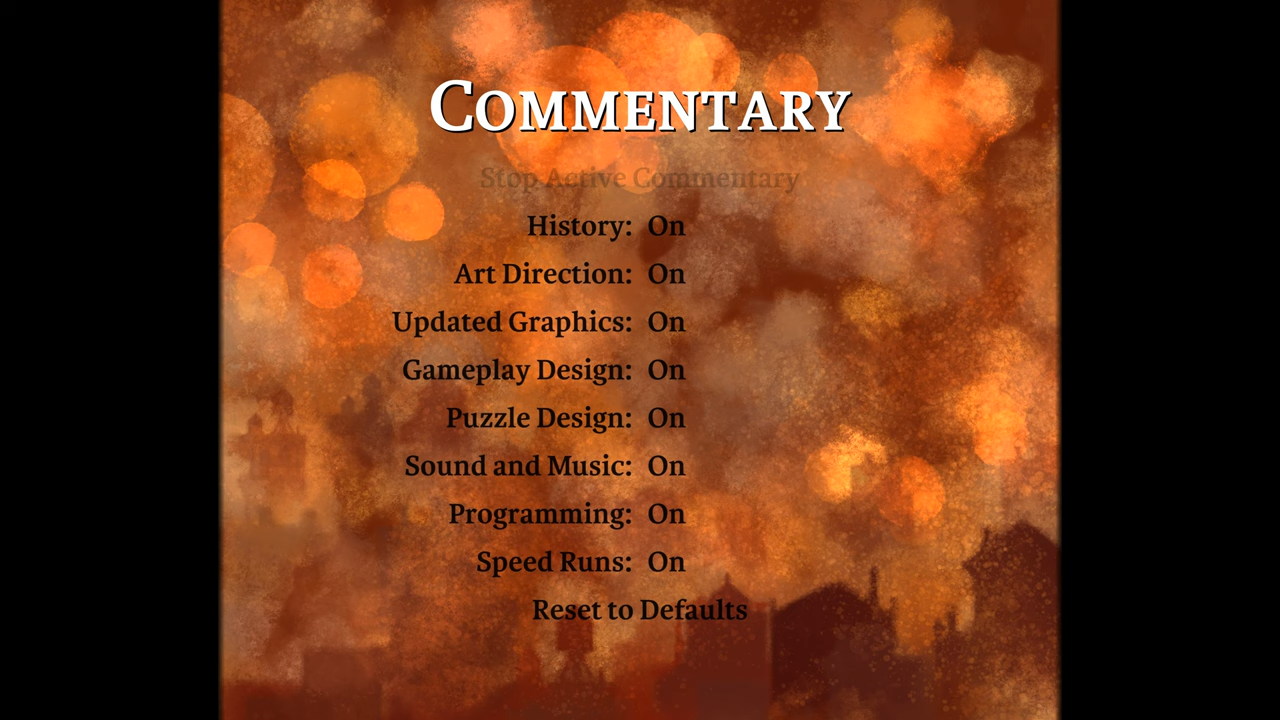 Commentary
Stop Active Commentary
History: On
Art Direction: On
Updated Graphics: On
Gameplay Design: On
Puzzle Design: On
Sound and Music: On
Programming: On
Speed Runs: On
Reset to Defaults